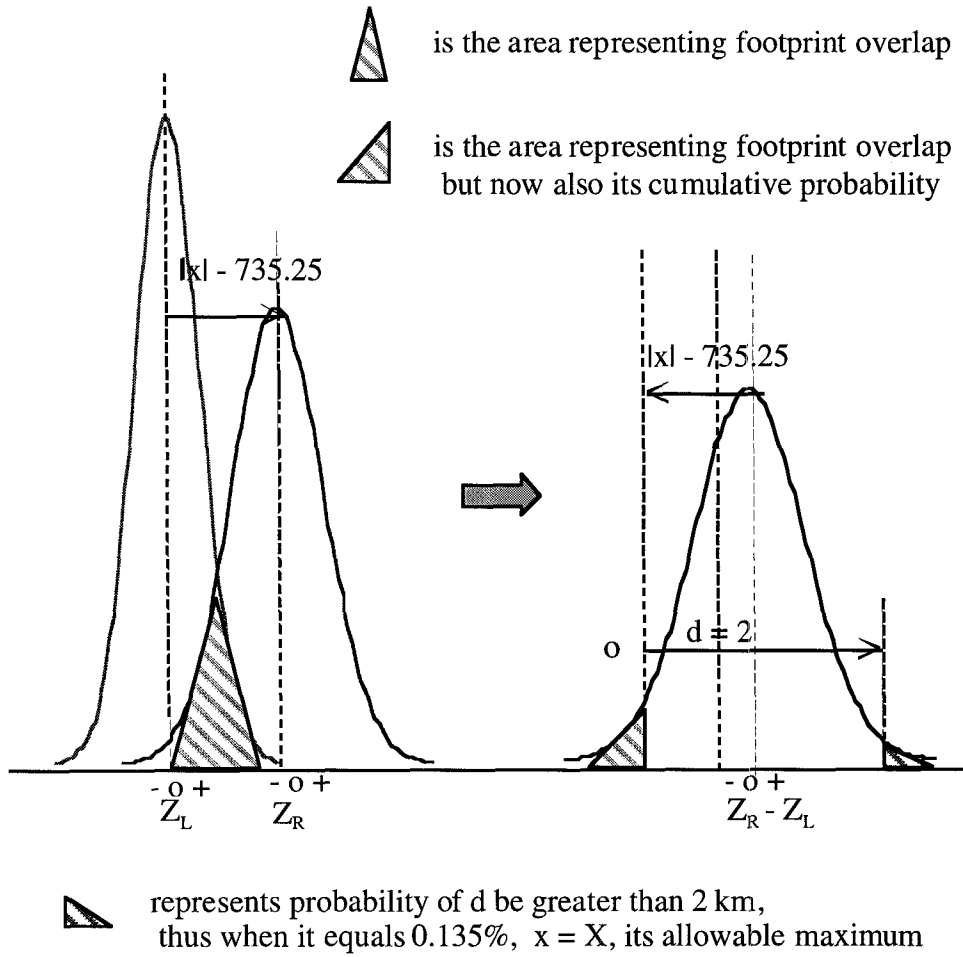 is the area representing footprint overlap
is the area representing footprint overlap
but now also its cumulative probability
|x| - 735.25
|x| - 735.25
o
d = 2
- o +
Z_L
- o +
Z_R
- o +
Z_R - Z_L
represents probability of d be greater than 2 km,
thus when it equals 0.135%, x = X, its allowable maximum